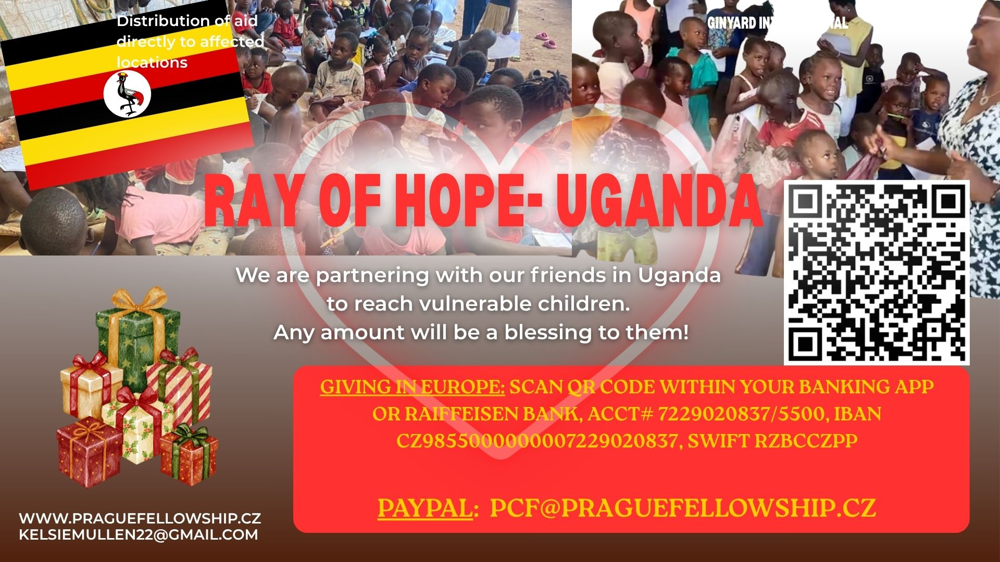 Distribution of aid
directly to affected
locations
GINYARD
RAY OF HOPE- UGANDA
We are partnering with our friends in Uganda
to reach vulnerable children.
Any amount will be a blessing to them!
GIVING IN EUROPE: SCAN QR CODE WITHIN YOUR BANKING APP
OR RAIFFEISEN BANK, ACCT# 7229020837/5500, IBAN
CZ9855000000007229020837, SWIFT RZBCCZPP
PAYPAL: PCF@PRAGUEFELLOWSHIP.CZ
WWW.PRAGUEFELLOWSHIP.CZ
KELSIEMULLEN22@GMAIL.COM